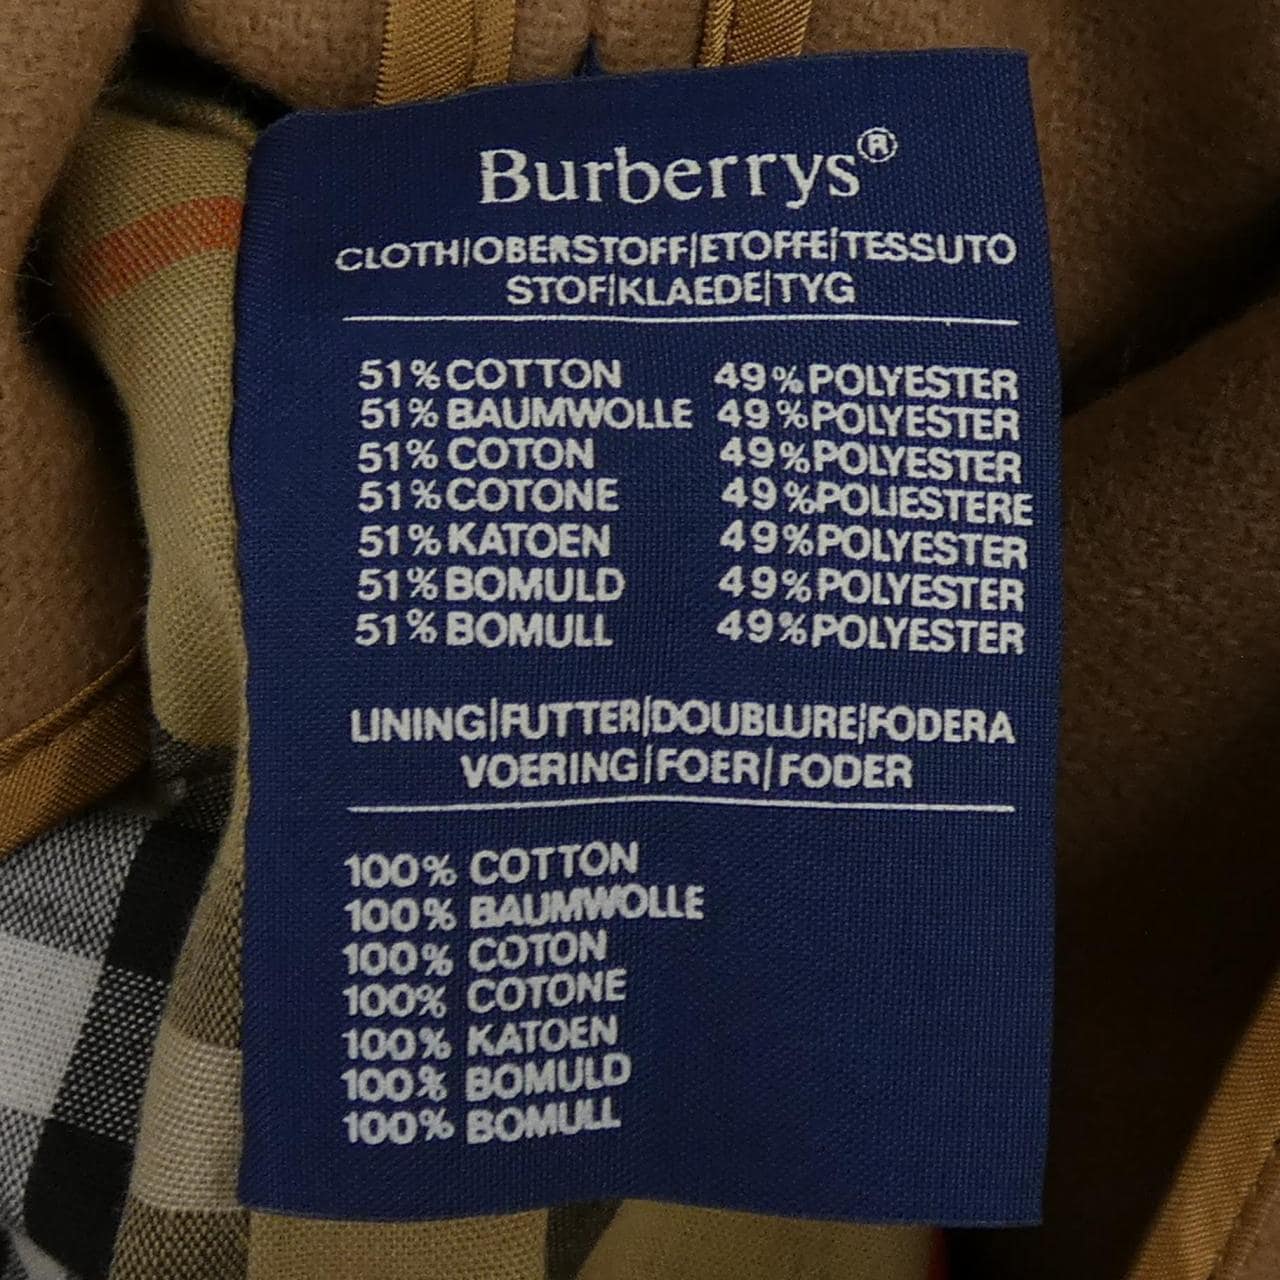 Burberrys®
CLOTH|OBERSTOFF|ETOFFE|TESSUTO
STOF|KLAEDE|TYG
51% COTTON 49% POLYESTER
51% BAUMWOLLE 49% POLYESTER
51% COTON 49% POLYESTER
51% COTONE 49% POLIESTERE
51% KATOEN 49% POLYESTER
51% BOMULD 49% POLYESTER
51% BOMULL 49% POLYESTER
LINING|FUTTER|DOUBLURE|FODERA
VOERING|FOER|FODER
100% COTTON
100% BAUMWOLLE
100% COTON
100% COTONE
100% KATOEN
100% BOMULD
100% BOMULL